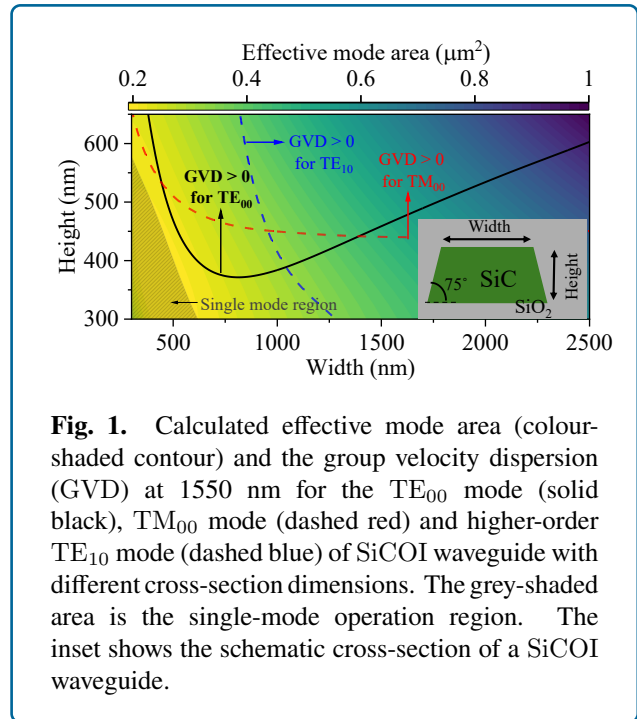 Effective mode area (μm²)
0.2 0.4 0.6 0.8 1
600
500
400
300
Height (nm)
GVD > 0
for TE₀₀
GVD > 0
for TE₁₀
GVD > 0
for TM₀₀
Single mode region
Width
Height
SiC
75°
SiO₂
500 1000 1500 2000 2500
Width (nm)
Fig. 1. Calculated effective mode area (colour-
shaded contour) and the group velocity dispersion
(GVD) at 1550 nm for the TE₀₀ mode (solid
black), TM₀₀ mode (dashed red) and higher-order
TE₁₀ mode (dashed blue) of SiCOI waveguide with
different cross-section dimensions. The grey-shaded
area is the single-mode operation region. The
inset shows the schematic cross-section of a SiCOI
waveguide.